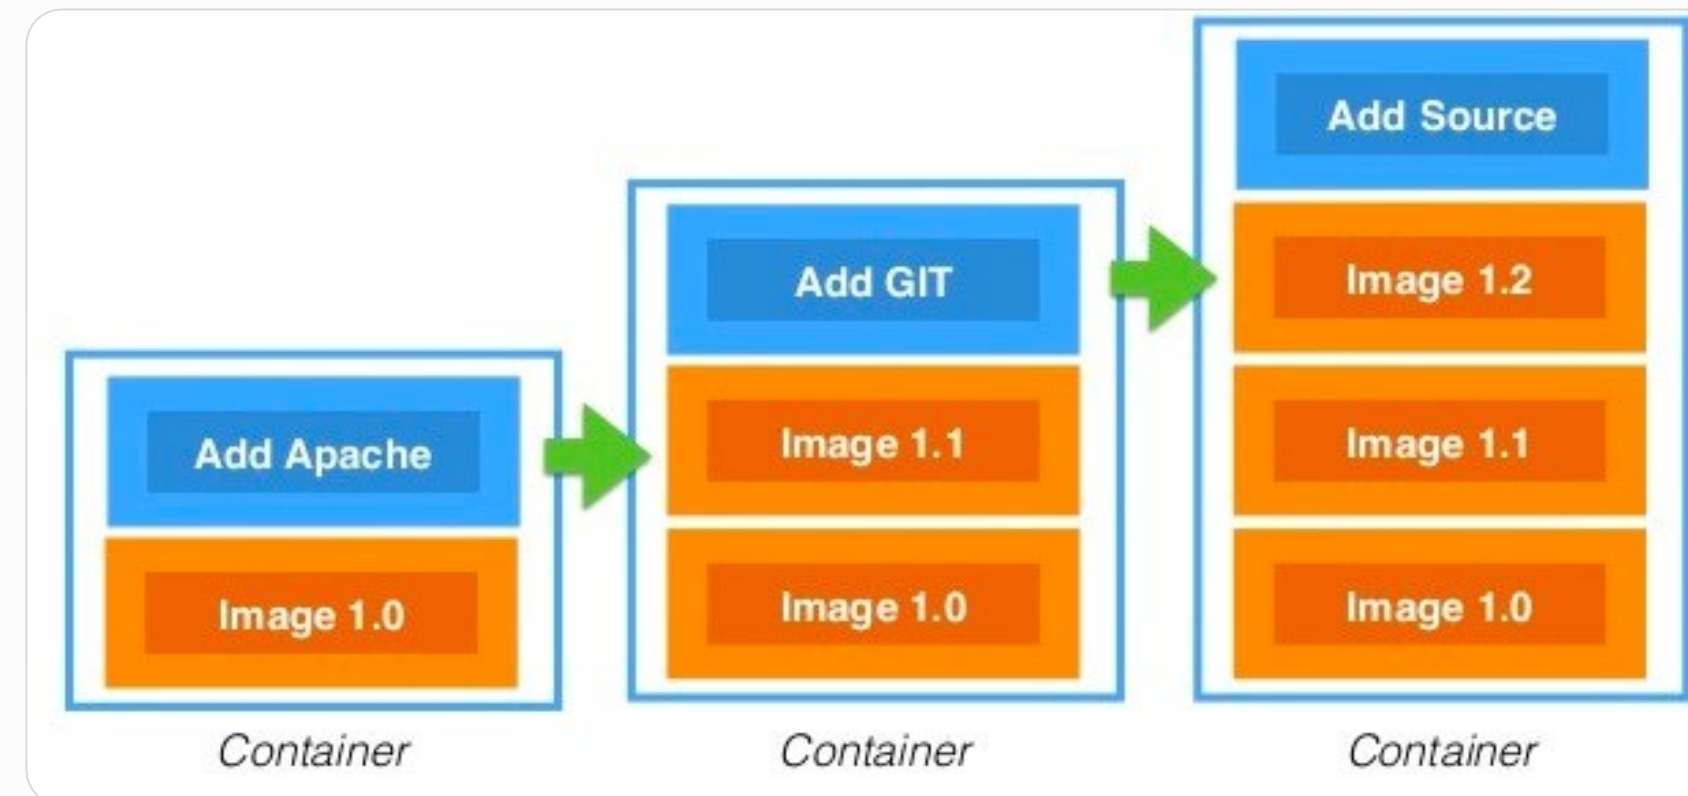 Add Apache
Image 1.0
Container
Add GIT
Image 1.1
Image 1.0
Container
Add Source
Image 1.2
Image 1.1
Image 1.0
Container